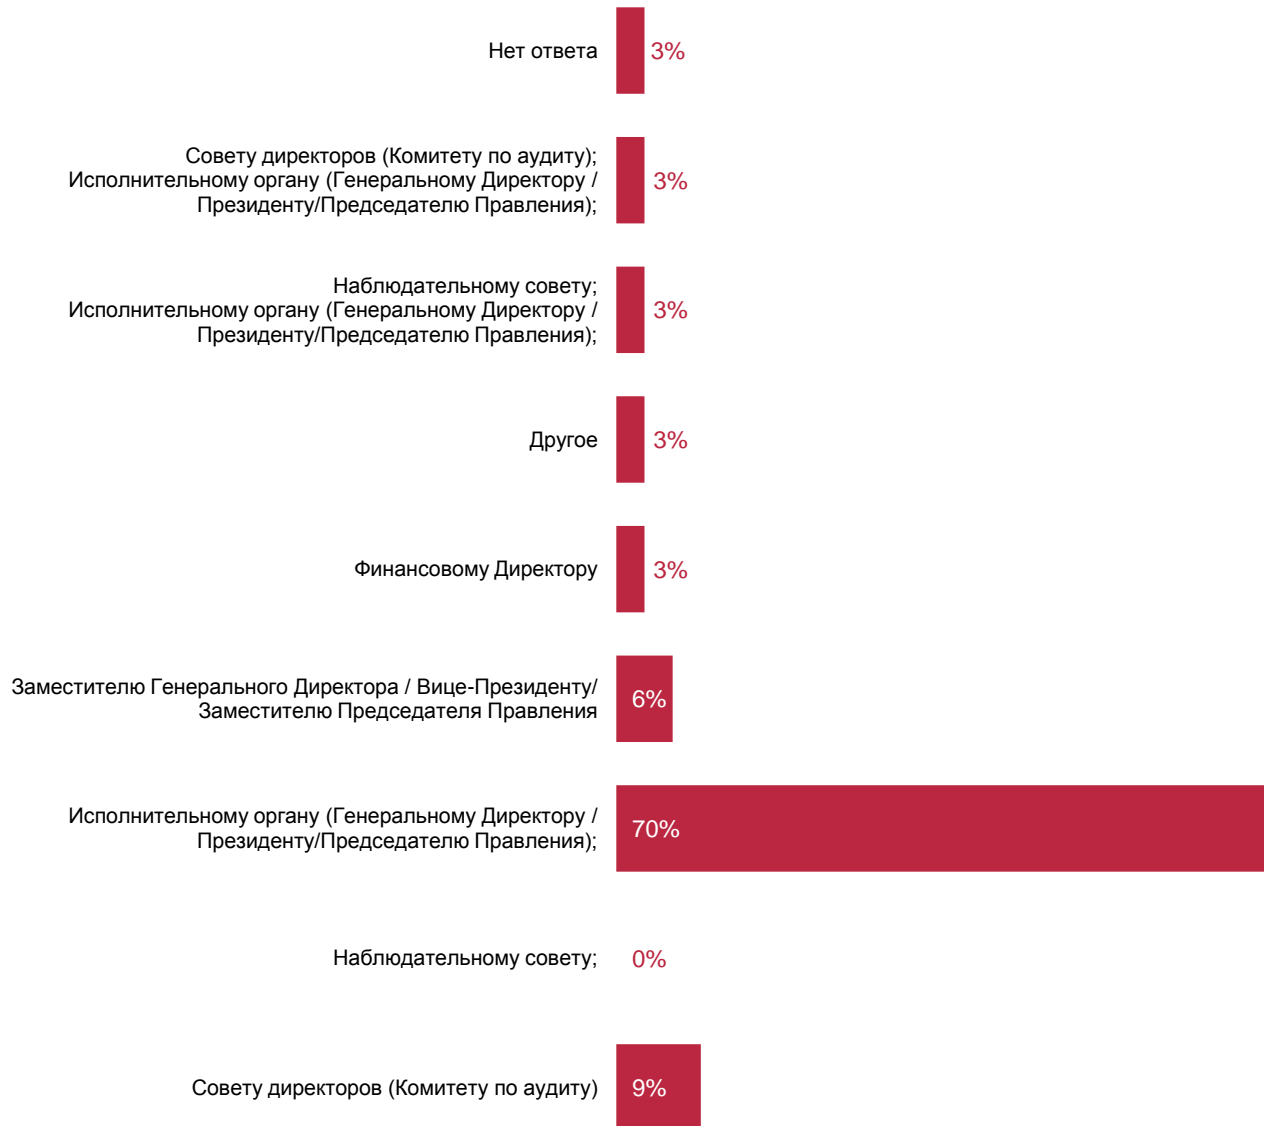 Нет ответа
3%
Совету директоров (Комитету по аудиту);
Исполнительному органу (Генеральному Директору /
Президенту/Председателю Правления);
3%
Наблюдательному совету;
Исполнительному органу (Генеральному Директору /
Президенту/Председателю Правления);
3%
Другое
3%
Финансовому Директору
3%
Заместителю Генерального Директора / Вице-Президенту/
Заместителю Председателя Правления
6%
Исполнительному органу (Генеральному Директору /
Президенту/Председателю Правления);
70%
Наблюдательному совету;
0%
Совету директоров (Комитету по аудиту)
9%